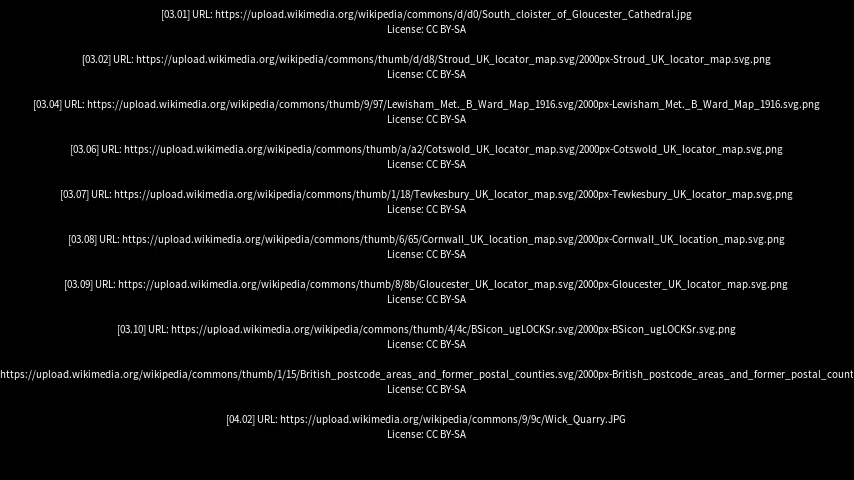 [03.01] URL: https://upload.wikimedia.org/wikipedia/commons/d/d0/South_cloister_of_Gloucester_Cathedral.jpg
License: CC BY-SA
[03.02] URL: https://upload.wikimedia.org/wikipedia/commons/thumb/d/d8/Stroud_UK_locator_map.svg/2000px-Stroud_UK_locator_map.svg.png
License: CC BY-SA
[03.04] URL: https://upload.wikimedia.org/wikipedia/commons/thumb/9/97/Lewisham_Met._B_Ward_Map_1916.svg/2000px-Lewisham_Met._B_Ward_Map_1916.svg.png
License: CC BY-SA
[03.06] URL: https://upload.wikimedia.org/wikipedia/commons/thumb/a/a2/Cotswold_UK_locator_map.svg/2000px-Cotswold_UK_locator_map.svg.png
License: CC BY-SA
[03.07] URL: https://upload.wikimedia.org/wikipedia/commons/thumb/1/18/Tewkesbury_UK_locator_map.svg/2000px-Tewkesbury_UK_locator_map.svg.png
License: CC BY-SA
[03.08] URL: https://upload.wikimedia.org/wikipedia/commons/thumb/6/65/Cornwall_UK_location_map.svg/2000px-Cornwall_UK_location_map.svg.png
License: CC BY-SA
[03.09] URL: https://upload.wikimedia.org/wikipedia/commons/thumb/8/8b/Gloucester_UK_locator_map.svg/2000px-Gloucester_UK_locator_map.svg.png
License: CC BY-SA
[03.10] URL: https://upload.wikimedia.org/wikipedia/commons/thumb/4/4c/BSicon_ugLOCKSr.svg/2000px-BSicon_ugLOCKSr.svg.png
License: CC BY-SA
https://upload.wikimedia.org/wikipedia/commons/thumb/1/15/British_postcode_areas_and_former_postal_counties.svg/2000px-British_postcode_areas_and_former_postal_count
License: CC BY-SA
[04.02] URL: https://upload.wikimedia.org/wikipedia/commons/9/9c/Wick_Quarry.JPG
License: CC BY-SA